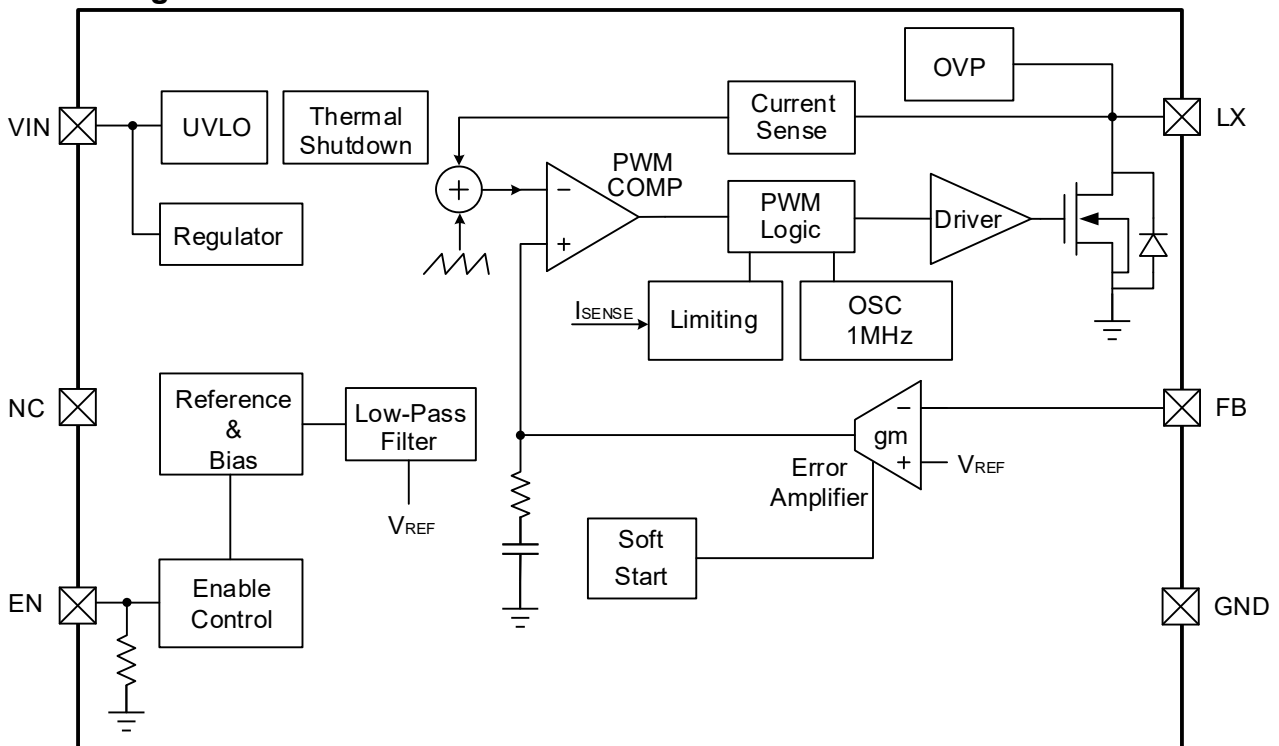 OVP
VIN
UVLO
Thermal
Shutdown
Current
Sense
LX
+
PWM
COMP
−
+
PWM
Logic
Driver
Regulator
ISENSE
Limiting
OSC
1MHz
NC
Reference
&
Bias
Low-Pass
Filter
VREF
−
gm
+
VREF
FB
Error
Amplifier
Soft
Start
EN
Enable
Control
GND